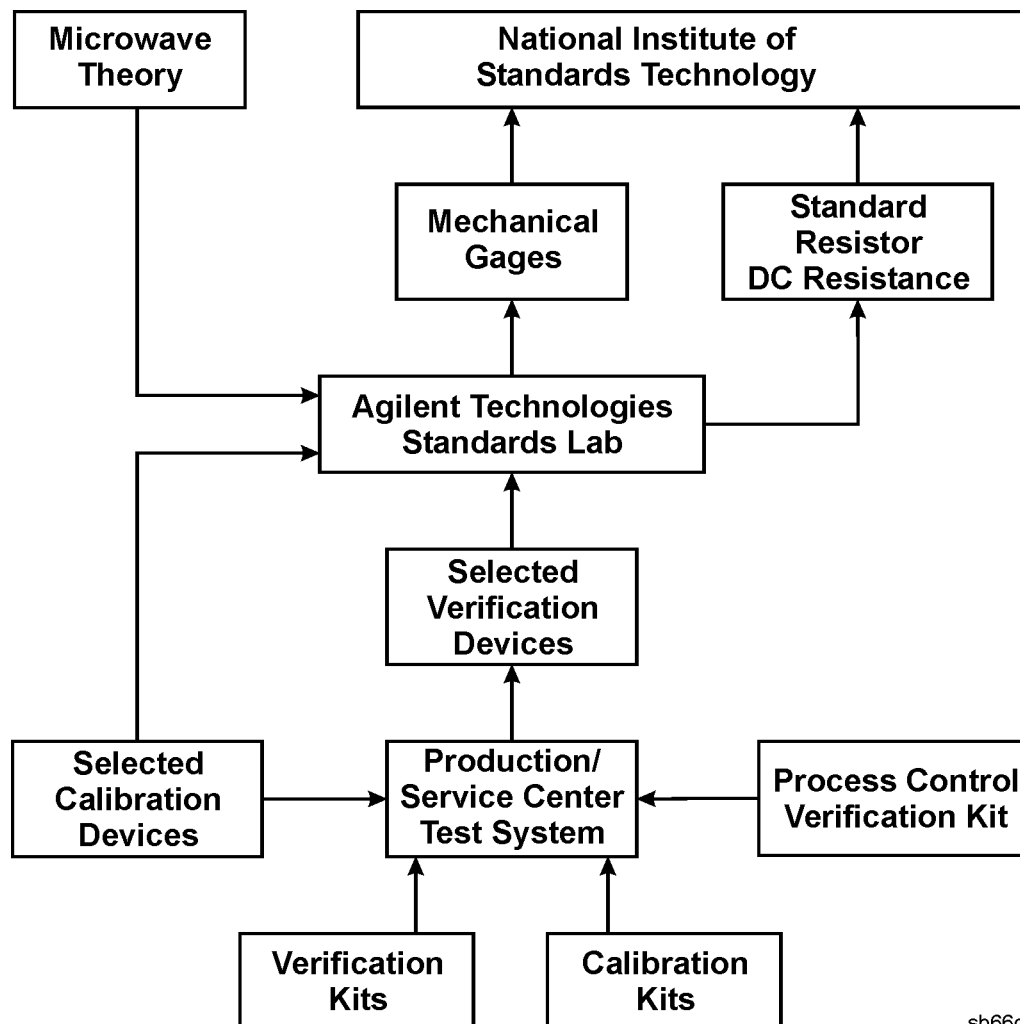 Microwave
Theory
National Institute of
Standards Technology
Mechanical
Gages
Standard
Resistor
DC Resistance
Agilent Technologies
Standards Lab
Selected
Verification
Devices
Selected
Calibration
Devices
Production/
Service Center
Test System
Process Control
Verification Kit
Verification
Kits
Calibration
Kits